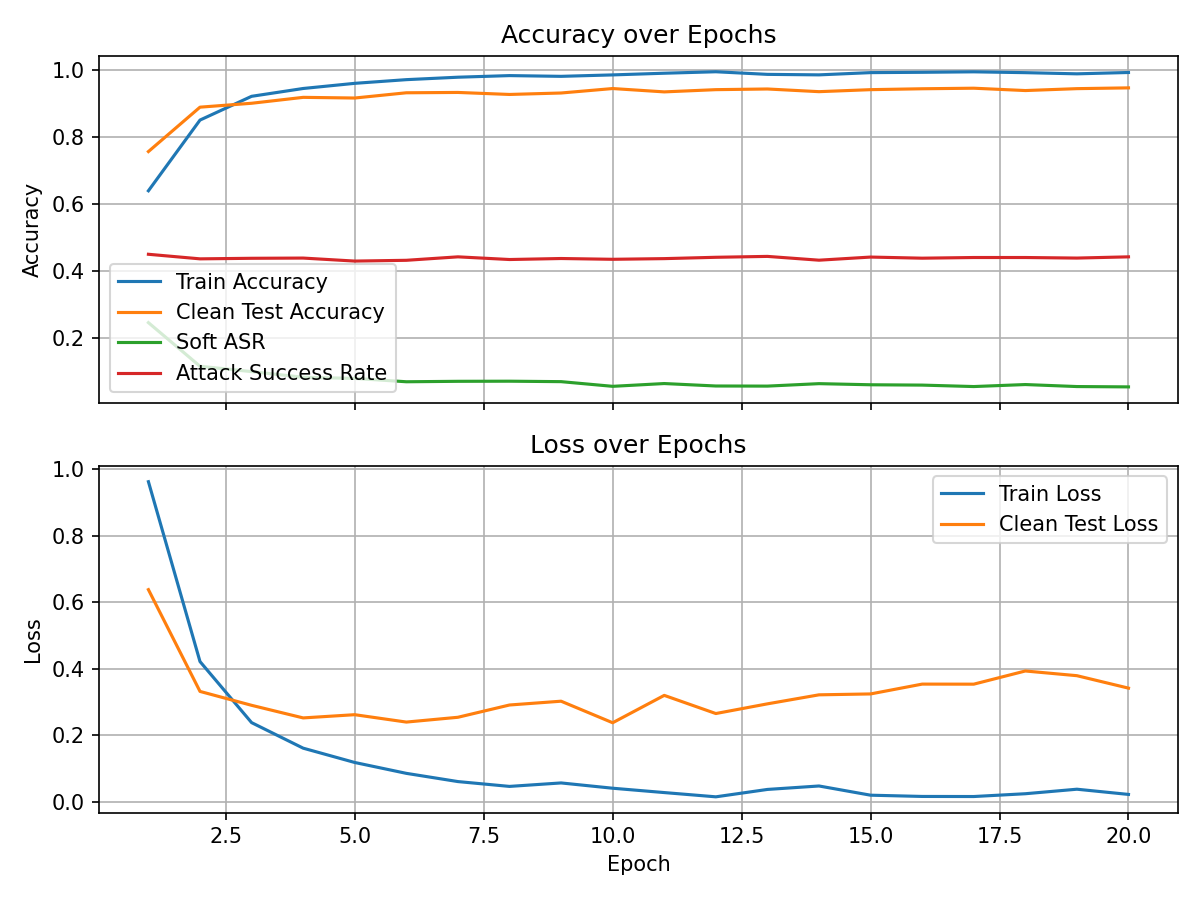 Accuracy over Epochs
1.0
0.8
0.6
0.4
0.2
Accuracy
Train Accuracy
Clean Test Accuracy
Soft ASR
Attack Success Rate
Loss over Epochs
1.0
0.8
0.6
0.4
0.2
0.0
Loss
Train Loss
Clean Test Loss
2.5 5.0 7.5 10.0 12.5 15.0 17.5 20.0
Epoch